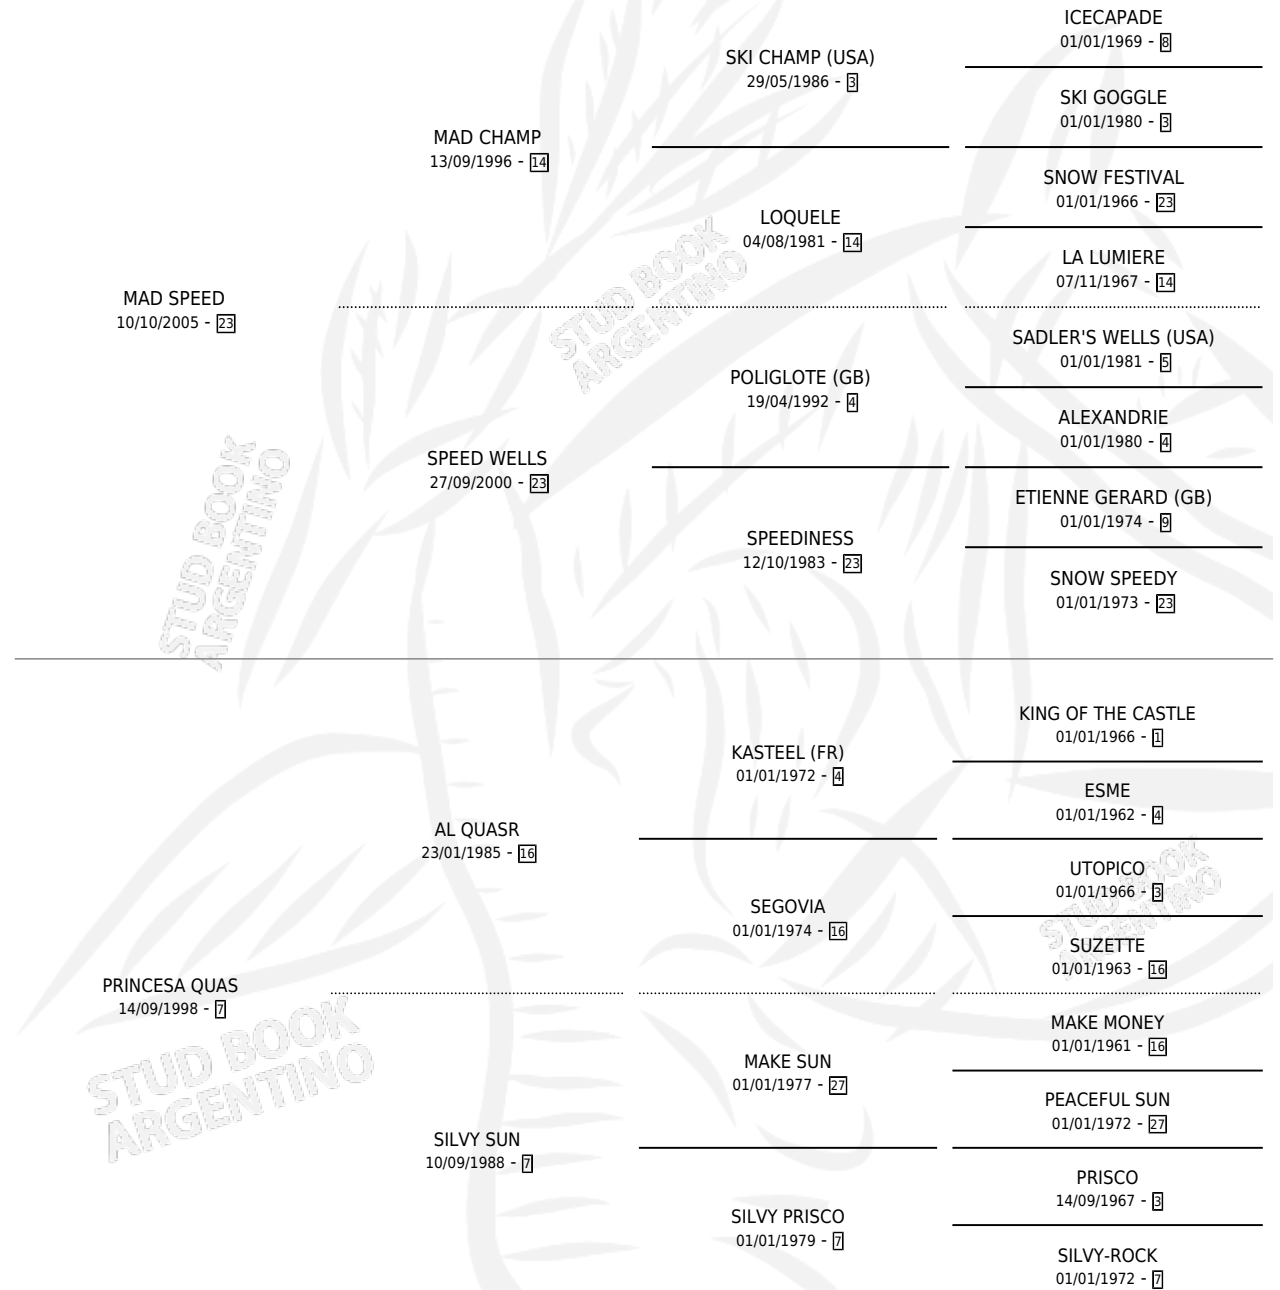 ICECAPADE
01/01/1969 - 8
SKI CHAMP (USA)
29/05/1986 - 3
SKI GOGGLE
01/01/1980 - 3
MAD CHAMP
13/09/1996 - 14
SNOW FESTIVAL
01/01/1966 - 23
LOQUELE
04/08/1981 - 14
LA LUMIERE
07/11/1967 - 14
MAD SPEED
10/10/2005 - 23
SADLER'S WELLS (USA)
01/01/1981 - 5
POLIGLOTE (GB)
19/04/1992 - 4
ALEXANDRIE
01/01/1980 - 4
SPEED WELLS
27/09/2000 - 23
ETIENNE GERARD (GB)
01/01/1974 - 9
SPEEDINESS
12/10/1983 - 23
SNOW SPEEDY
01/01/1973 - 23
KING OF THE CASTLE
01/01/1966 - 1
KASTEEL (FR)
01/01/1972 - 4
ESME
01/01/1962 - 4
AL QUASR
23/01/1985 - 16
UTOPICO
01/01/1966 - 3
SEGOVIA
01/01/1974 - 16
SUZETTE
01/01/1963 - 16
PRINCESA QUAS
14/09/1998 - 7
MAKE MONEY
01/01/1961 - 16
MAKE SUN
01/01/1977 - 27
PEACEFUL SUN
01/01/1972 - 27
SILVY SUN
10/09/1988 - 7
PRISCO
14/09/1967 - 3
SILVY PRISCO
01/01/1979 - 7
SILVY-ROCK
01/01/1972 - 7
STUD BOOK
ARGENTINO
STUD BOOK
ARGENTINO
STUD BOOK
ARGENTINO
STUD BOOK
ARGENTINO